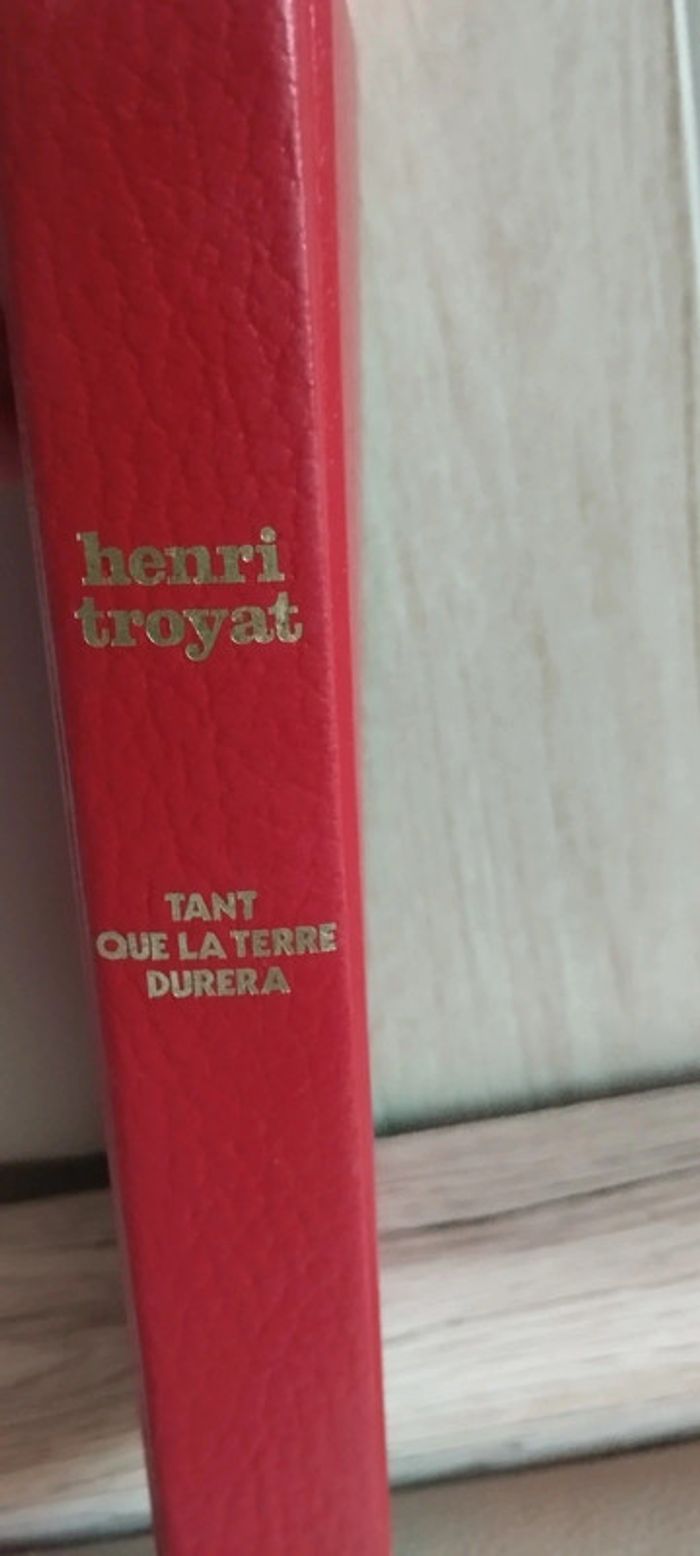 henri
troyat
TANT
QUE LA TERRE
DURERA